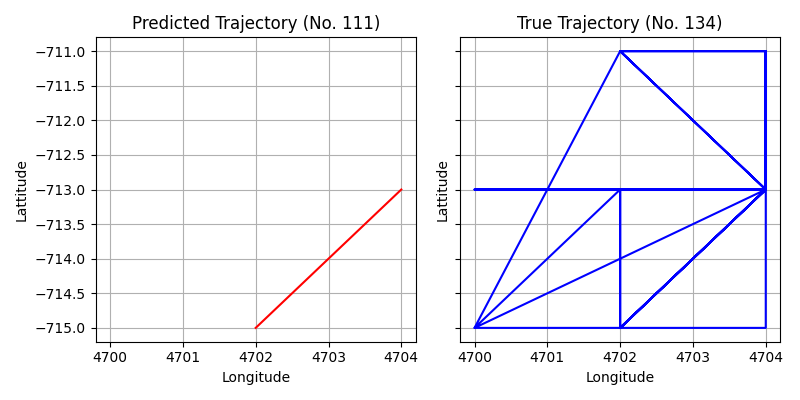 Predicted Trajectory (No. 111)
−711.0
−711.5
−712.0
−712.5
−713.0
−713.5
−714.0
−714.5
−715.0
Lattitude
4700 4701 4702 4703 4704
Longitude
True Trajectory (No. 134)
Lattitude
4700 4701 4702 4703 4704
Longitude